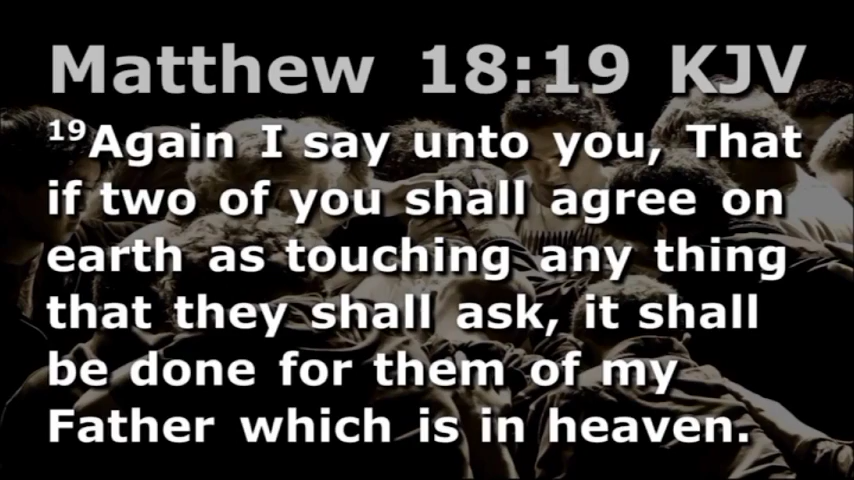 Matthew 18:19 KJV
19Again I say unto you, That
if two of you shall agree on
earth as touching any thing
that they shall ask, it shall
be done for them of my
Father which is in heaven.